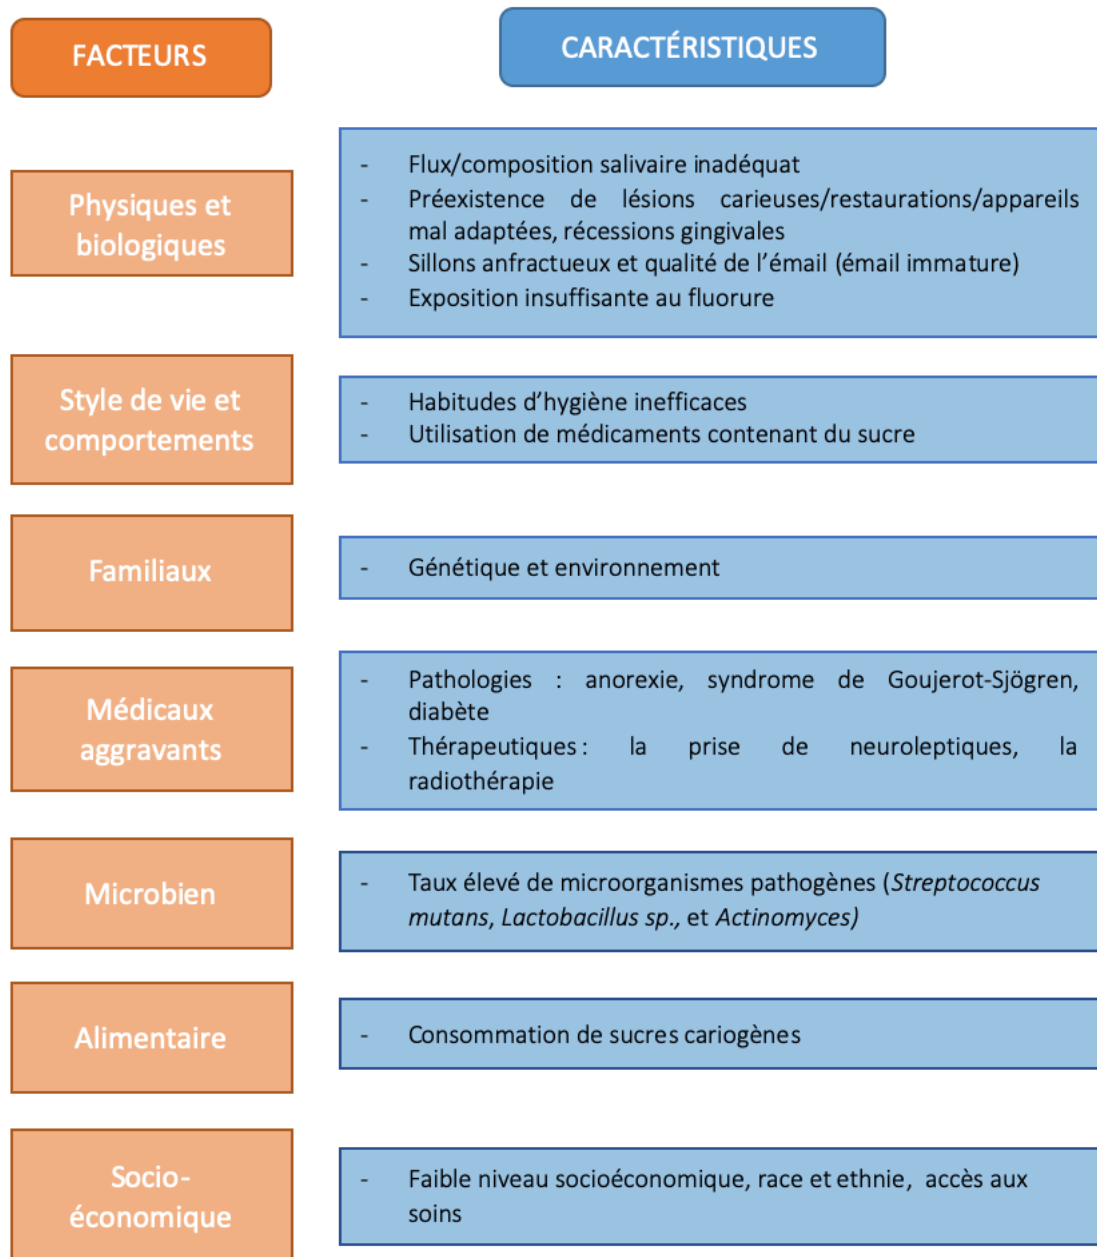 FACTEURS
CARACTÉRISTIQUES
Physiques et
biologiques
- Flux/composition salivaire inadéquat
- Préexistence de lésions carieuses/restaurations/appareils
mal adaptées, récessions gingivales
- Sillons anfractueux et qualité de l'émail (émail immature)
- Exposition insuffisante au fluorure
Style de vie et
comportements
- Habitudes d'hygiène inefficaces
- Utilisation de médicaments contenant du sucre
Familiaux
- Génétique et environnement
Médicaux
aggravants
- Pathologies : anorexie, syndrome de Goujerot-Sjögren,
diabète
- Thérapeutiques : la prise de neuroleptiques, la
radiothérapie
Microbien
- Taux élevé de microorganismes pathogènes (Streptococcus
mutans, Lactobacillus sp., et Actinomyces)
Alimentaire
- Consommation de sucres cariogènes
Socio-
économique
- Faible niveau socioéconomique, race et ethnie, accès aux
soins